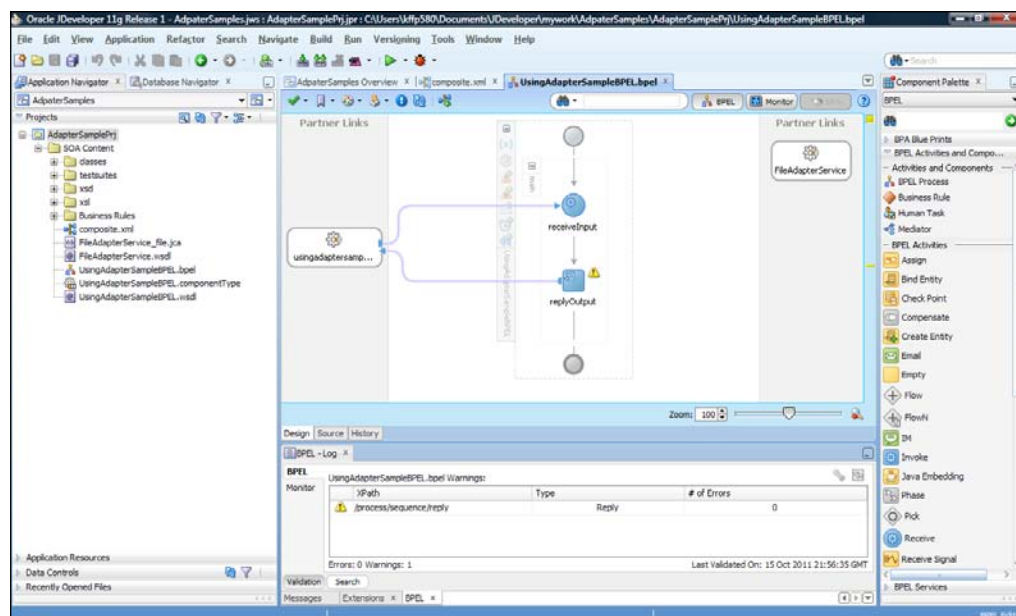 Oracle JDeveloper 11g Release 1 - AdpaterSamples.jws : AdapterSamplePrj.jpr : C:\Users\kffp580\Documents\JDeveloper\mywork\AdpaterSamples\AdapterSamplePrj\UsingAdapterSampleBPEL.bpel
File Edit View Application Refactor Search Navigate Build Run Versigning Tools Window Help
Search
Application Navigator
Database Navigator
AdpaterSamples Overview
composite.xml
UsingAdapterSampleBPEL.bpel
Component Palette
AdpaterSamples
BPEL
Monitor
BPEL
Projects
AdapterSamplePrj
SOA Content
classes
testsuites
xsd
xsl
Business Rules
composite.xml
FileAdapterService_file.jca
FileAdapterService.wsdl
UsingAdapterSampleBPEL.bpel
UsingAdapterSampleBPEL.componentType
UsingAdapterSampleBPEL.wsdl
Partner Links
Partner Links
main
FileAdapterService
receiveInput
usingadaptersamp...
replyOutput
UsingAdapterSampleBPEL
Zoom: 100
Design Source History
BPEL - Log
BPEL
Monitor
UsingAdapterSampleBPEL.bpel Warnings:
XPath Type # of Errors
/process/sequence/reply Reply 0
Errors: 0 Warnings: 1 Last Validated On: 15 Oct 2011 21:56:35 GMT
Validation Search
Messages Extensions BPEL
BPA Blue Prints
BPEL Activities and Compo...
Activities and Components
BPEL Process
Business Rule
Human Task
Mediator
BPEL Activities
Assign
Bind Entity
Check Point
Compensate
Create Entity
Email
Empty
Flow
FlowN
IM
Invoke
Java Embedding
Phase
Pick
Receive
Receive Signal
BPEL Services
Application Resources
Data Controls
Recently Opened Files